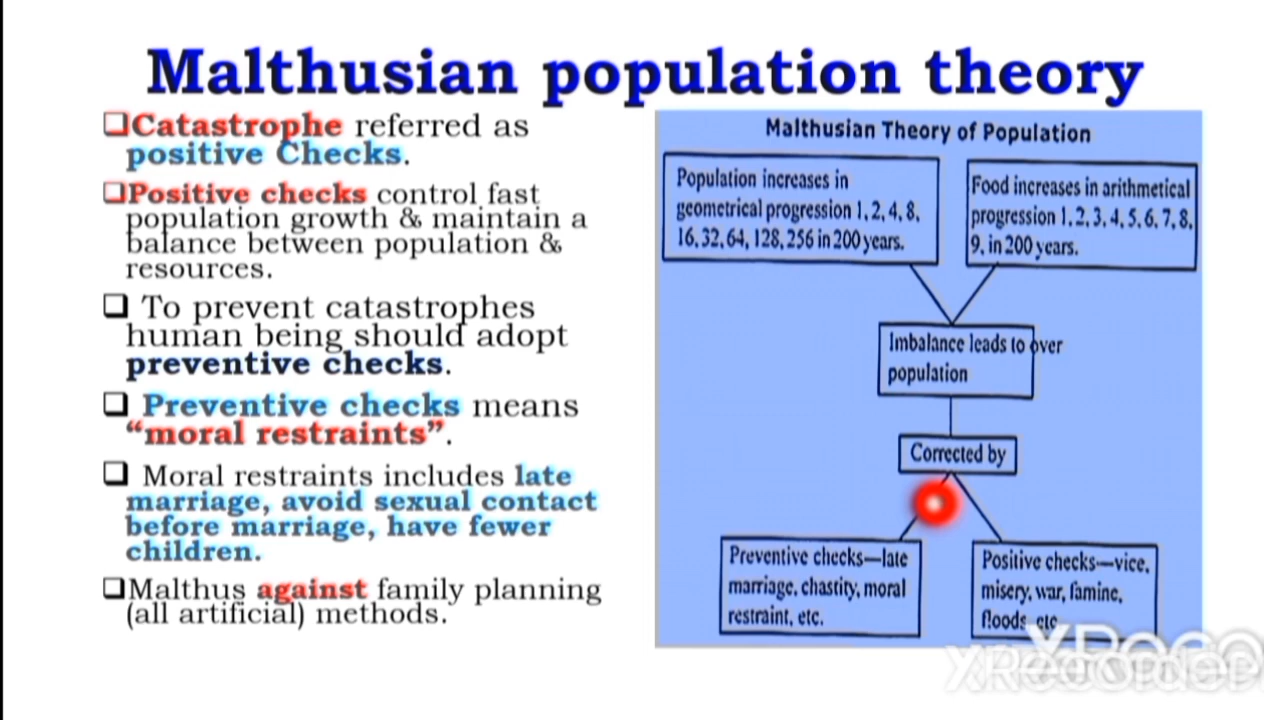 Malthusian population theory
❑Catastrophe referred as
positive Checks.
❑Positive checks control fast
population growth & maintain a
balance between population &
resources.
❑ To prevent catastrophes
human being should adopt
preventive checks.
❑ Preventive checks means
“moral restraints”.
❑ Moral restraints includes late
marriage, avoid sexual contact
before marriage, have fewer
children.
❑Malthus against family planning
(all artificial) methods.
Malthusian Theory of Population
Population increases in
geometrical progression 1, 2, 4, 8,
16, 32, 64, 128, 256 in 200 years.
Food increases in arithmetical
progression 1, 2, 3, 4, 5, 6, 7, 8,
9, in 200 years.
Imbalance leads to over
population
Corrected by
Preventive checks—late
marriage, chastity, moral
restraint, etc.
Positive checks—vice,
misery, war, famine,
floods, etc
XRecorder